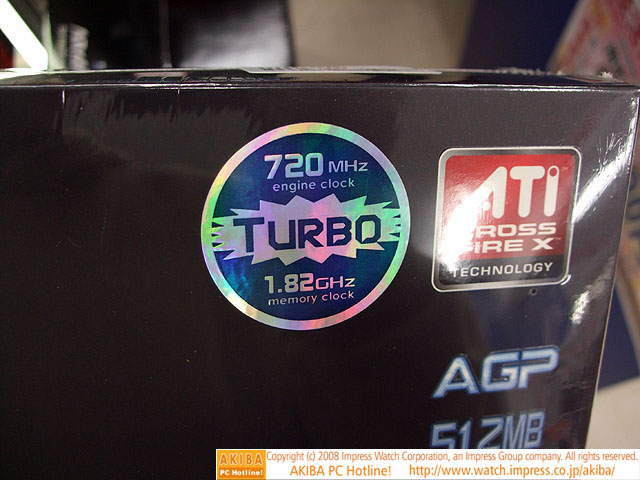 720 MHz
engine clock
TURBO
1.82GHz
memory clock
ATI
CROSS
FIRE X
TECHNOLOGY
AGP
512MB
AKIBA
PC Hotline!
Copyright (c) 2008 Impress Watch Corporation, an Impress Group company. All rights reserved.
AKIBA PC Hotline! http://www.watch.impress.co.jp/akiba/